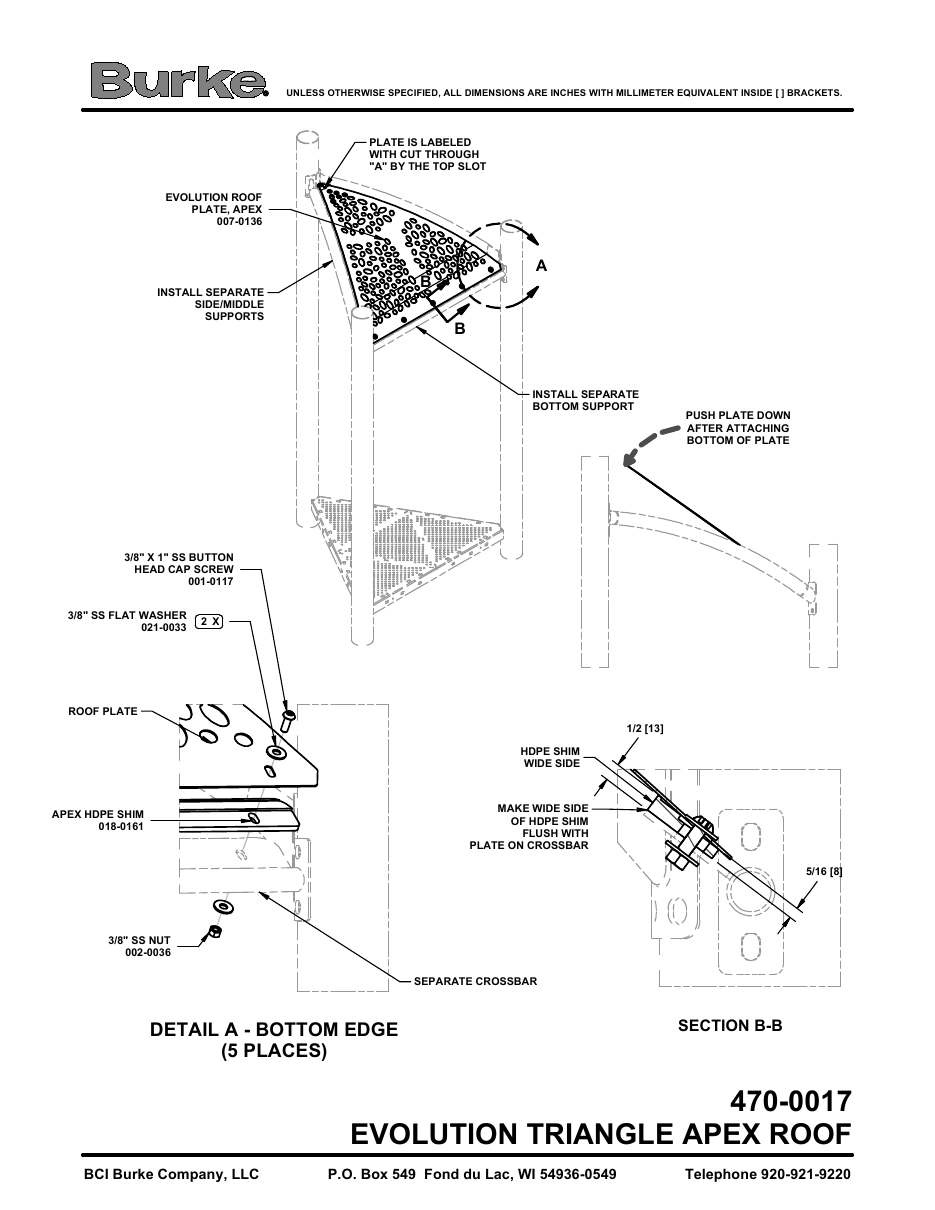 Burke
UNLESS OTHERWISE SPECIFIED, ALL DIMENSIONS ARE INCHES WITH MILLIMETER EQUIVALENT INSIDE [ ] BRACKETS.
PLATE IS LABELED
WITH CUT THROUGH
"A" BY THE TOP SLOT
EVOLUTION ROOF
PLATE, APEX
007-0136
A
B
B
INSTALL SEPARATE
SIDE/MIDDLE
SUPPORTS
INSTALL SEPARATE
BOTTOM SUPPORT
PUSH PLATE DOWN
AFTER ATTACHING
BOTTOM OF PLATE
3/8" X 1" SS BUTTON
HEAD CAP SCREW
001-0117
3/8" SS FLAT WASHER
021-0033
2 X
ROOF PLATE
APEX HDPE SHIM
018-0161
3/8" SS NUT
002-0036
SEPARATE CROSSBAR
DETAIL A - BOTTOM EDGE
(5 PLACES)
1/2 [13]
HDPE SHIM
WIDE SIDE
MAKE WIDE SIDE
OF HDPE SHIM
FLUSH WITH
PLATE ON CROSSBAR
5/16 [8]
SECTION B-B
470-0017
EVOLUTION TRIANGLE APEX ROOF
BCI Burke Company, LLC
P.O. Box 549 Fond du Lac, WI 54936-0549
Telephone 920-921-9220